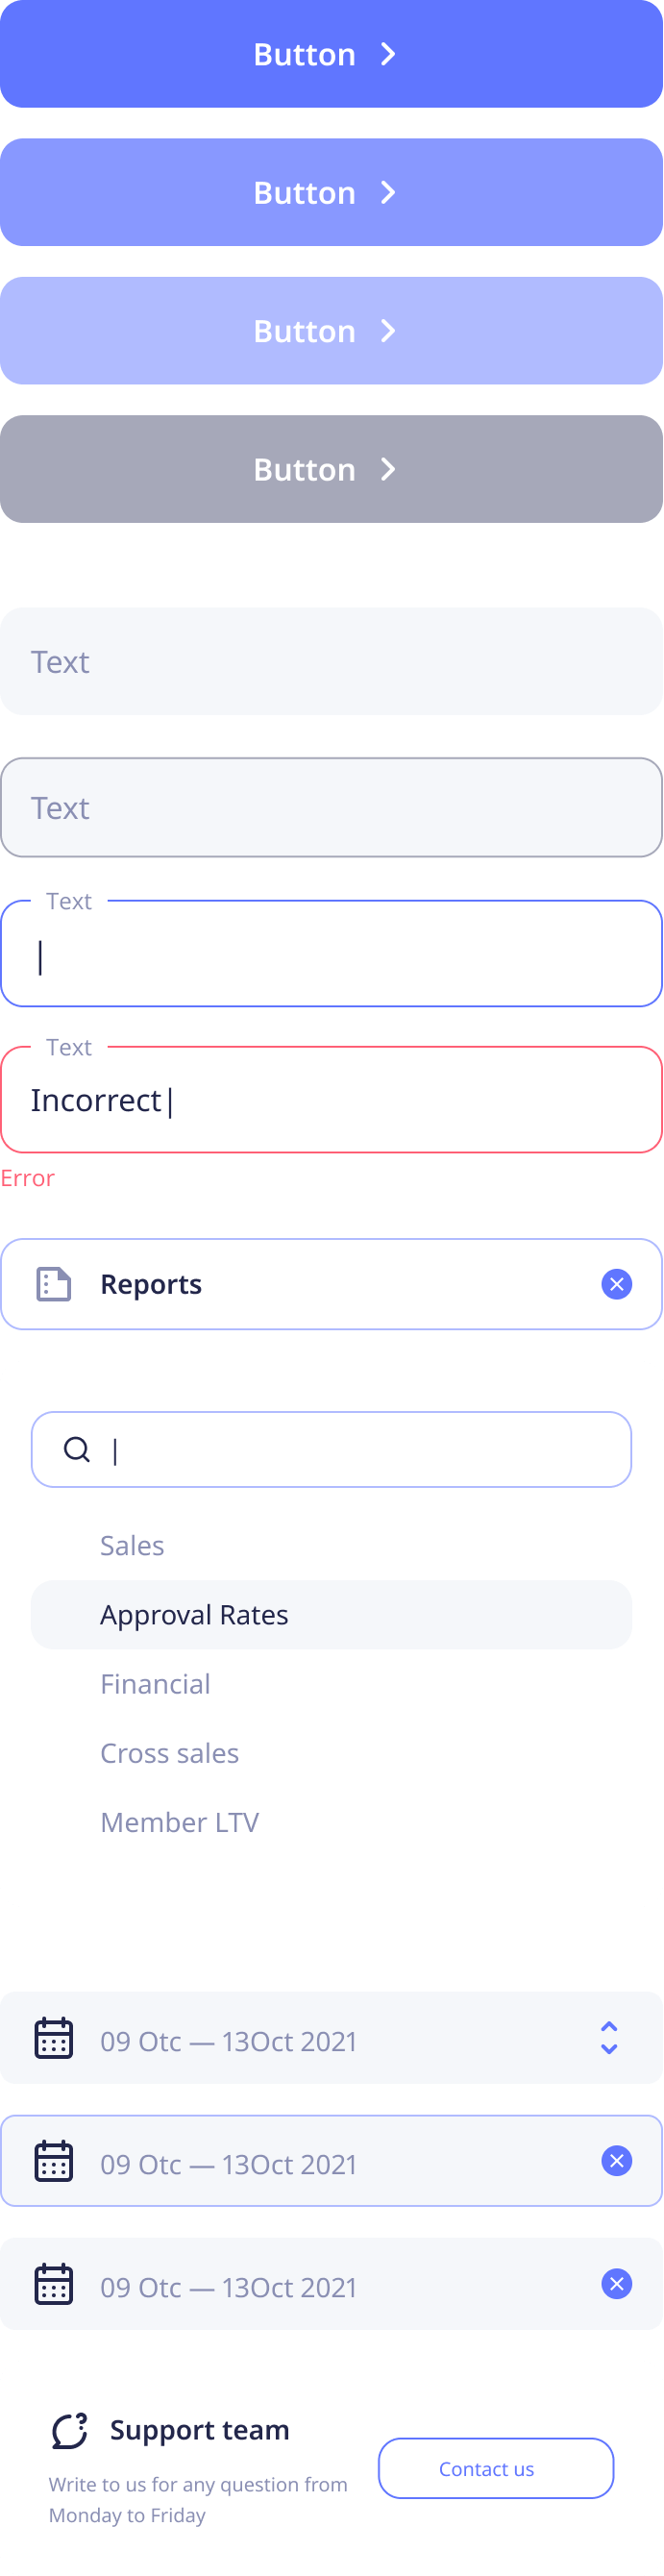 Button
Button
Button
Button
Text
Text
Text
Text
Incorrect
Error
Reports
Sales
Approval Rates
Financial
Cross sales
Member LTV
09 Otc — 13Oct 2021
09 Otc — 13Oct 2021
09 Otc — 13Oct 2021
Support team
Write to us for any question from
Monday to Friday
Contact us